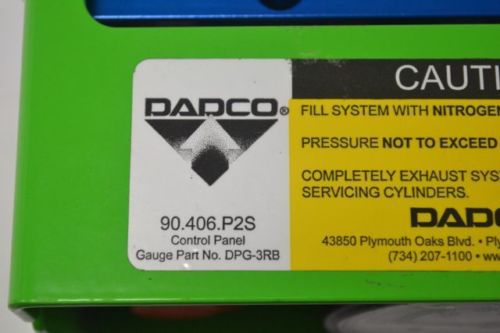 DADCO®
90.406.P2S
Control Panel
Gauge Part No. DPG-3RB
CAUTI
FILL SYSTEM WITH NITROGEN
PRESSURE NOT TO EXCEED
COMPLETELY EXHAUST SYS
SERVICING CYLINDERS.
DADC
43850 Plymouth Oaks Blvd. • Ply
(734) 207-1100 • ww